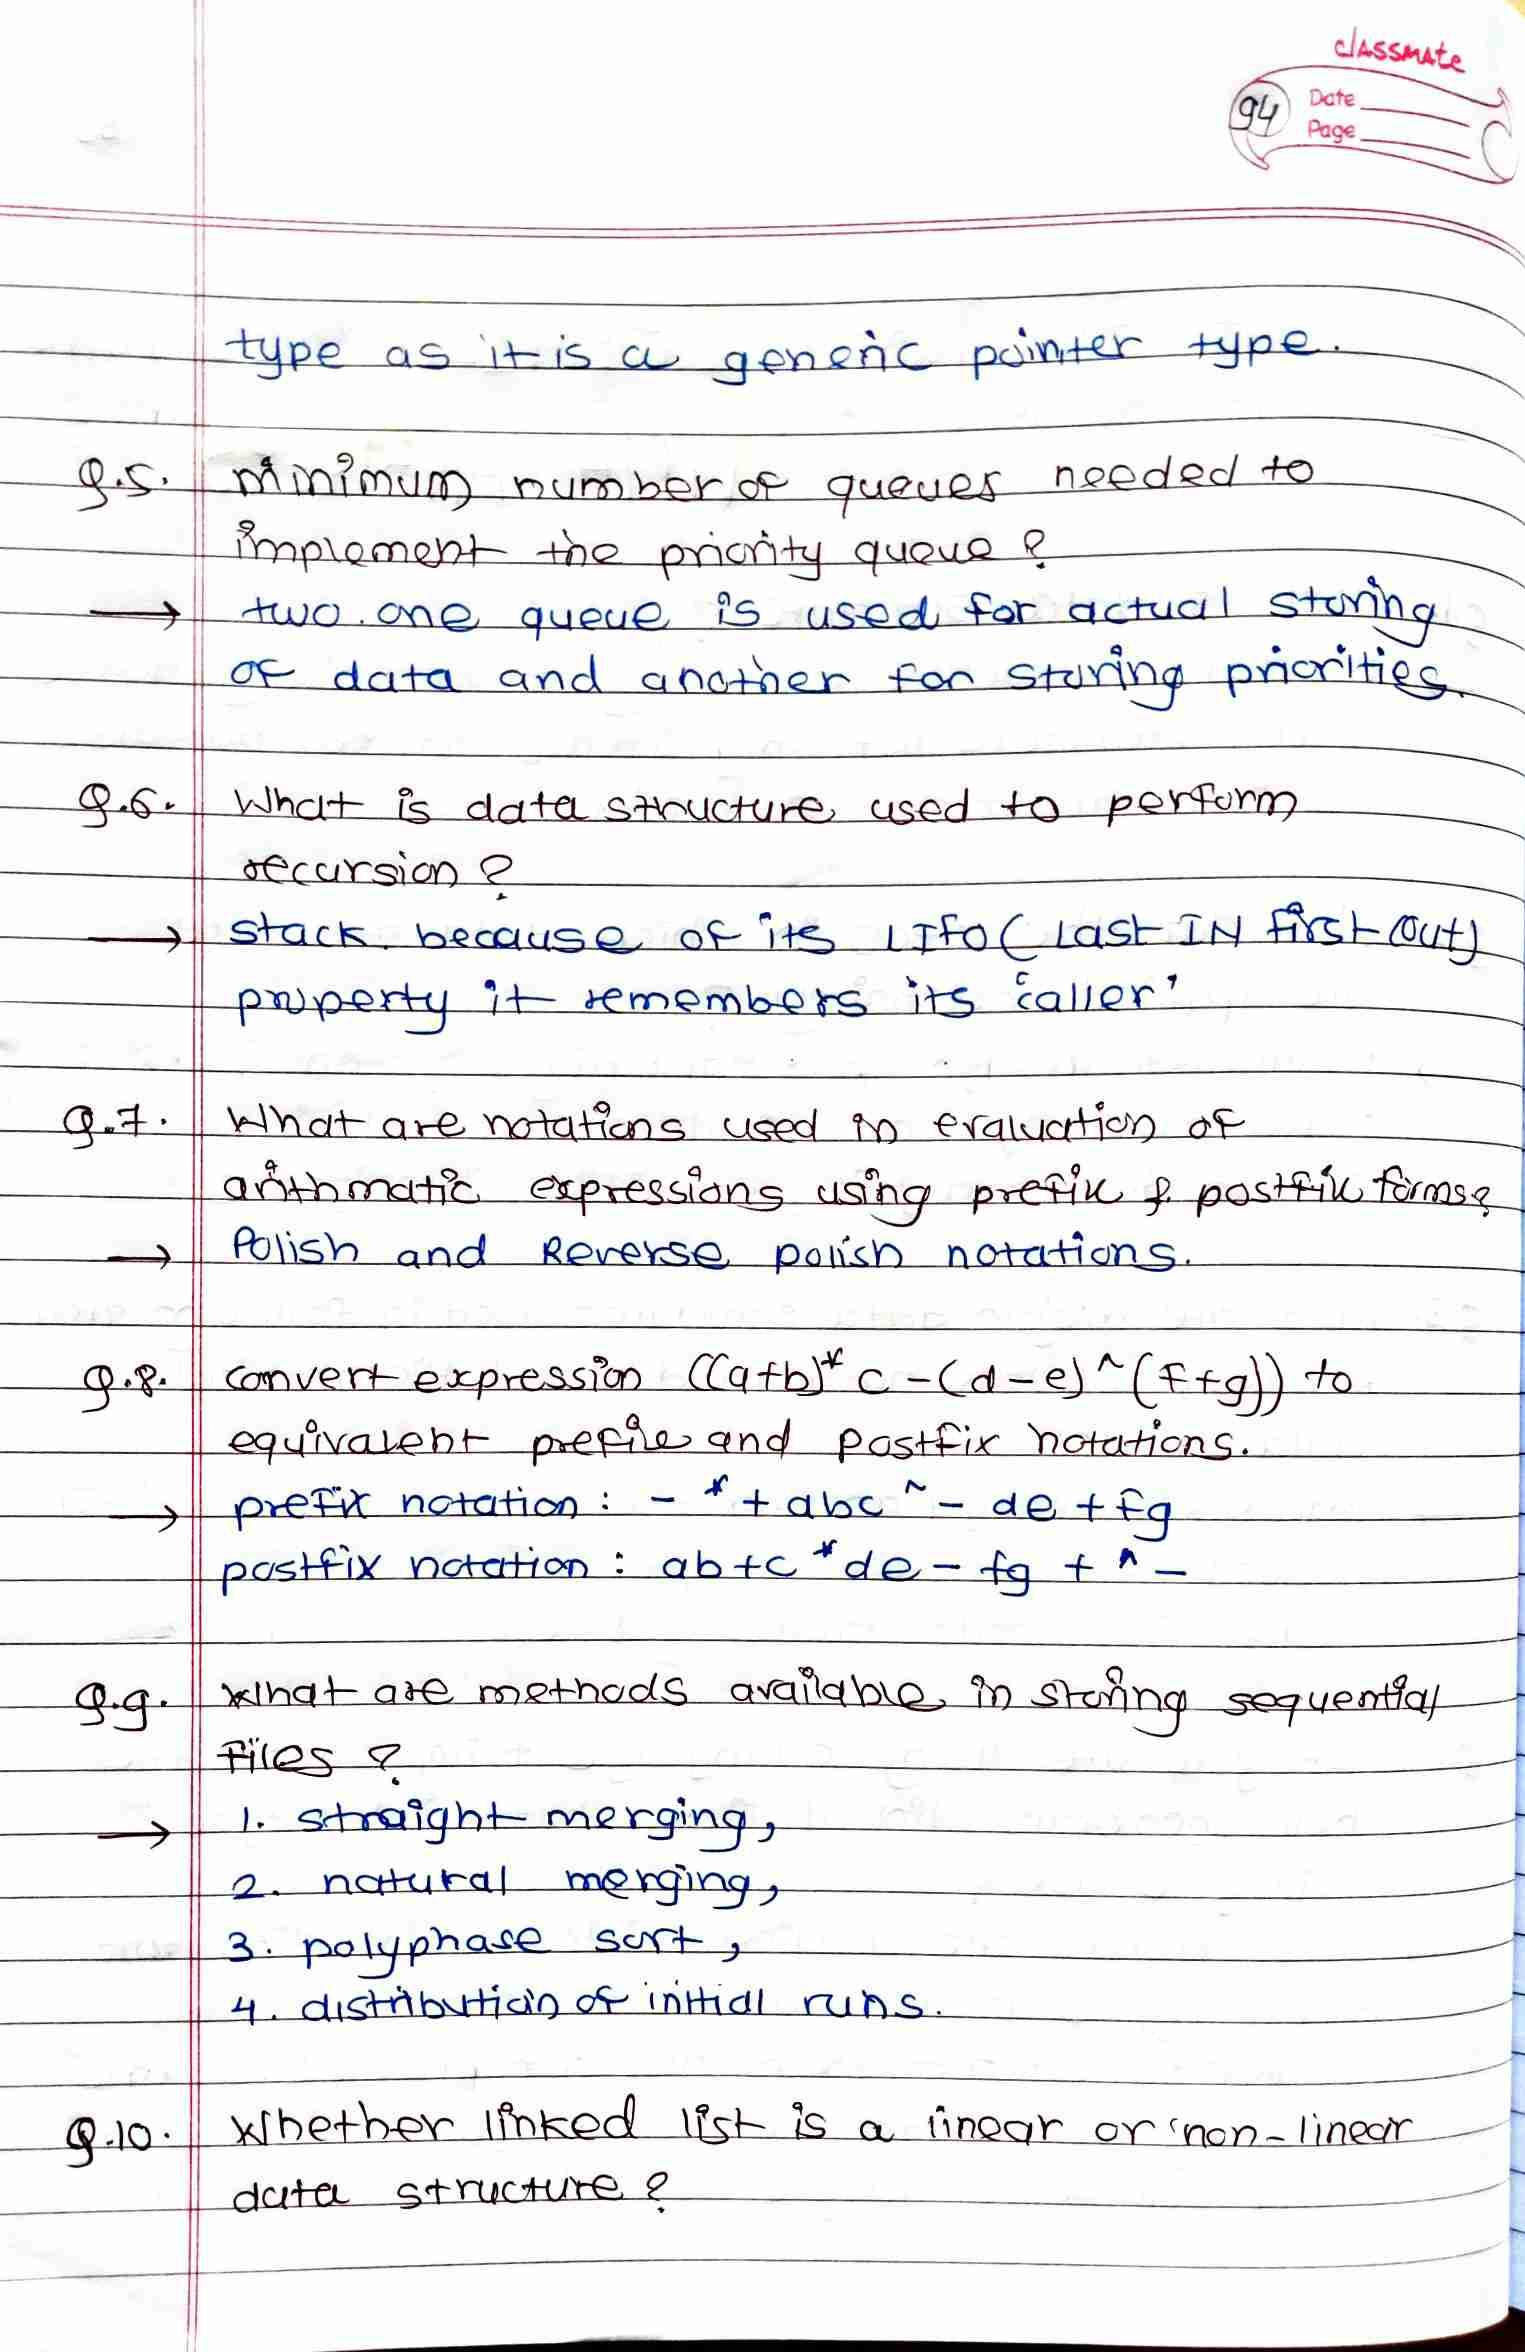 classmate
94
Date
Page
type as it is a generic pointer type.
Q.5. Minimum number of queues needed to
implement the priority queue?
→ two. one queue is used for actual storing
of data and another for storing priorities.
Q.6. What is data structure used to perform
recursion?
→ stack. because of its LIFO (Last IN first Out)
property it remembers its 'caller'
Q.7. What are notations used in evaluation of
arithmatic expressions using prefix & postfix forms?
→ Polish and Reverse polish notations.
Q.8. convert expression ((a+b)*c-(d-e)^(F+g)) to
equivalent prefix and Postfix notations.
→ prefix notation: - * + abc ^ - de + fg
postfix notation: ab+c*de-fg+^-
Q.9. What are methods available in storing sequential
files?
→ 1. straight merging,
2. natural merging,
3. polyphase sort,
4. distribution of initial runs.
Q.10. Whether linked list is a linear or non-linear
data structure?